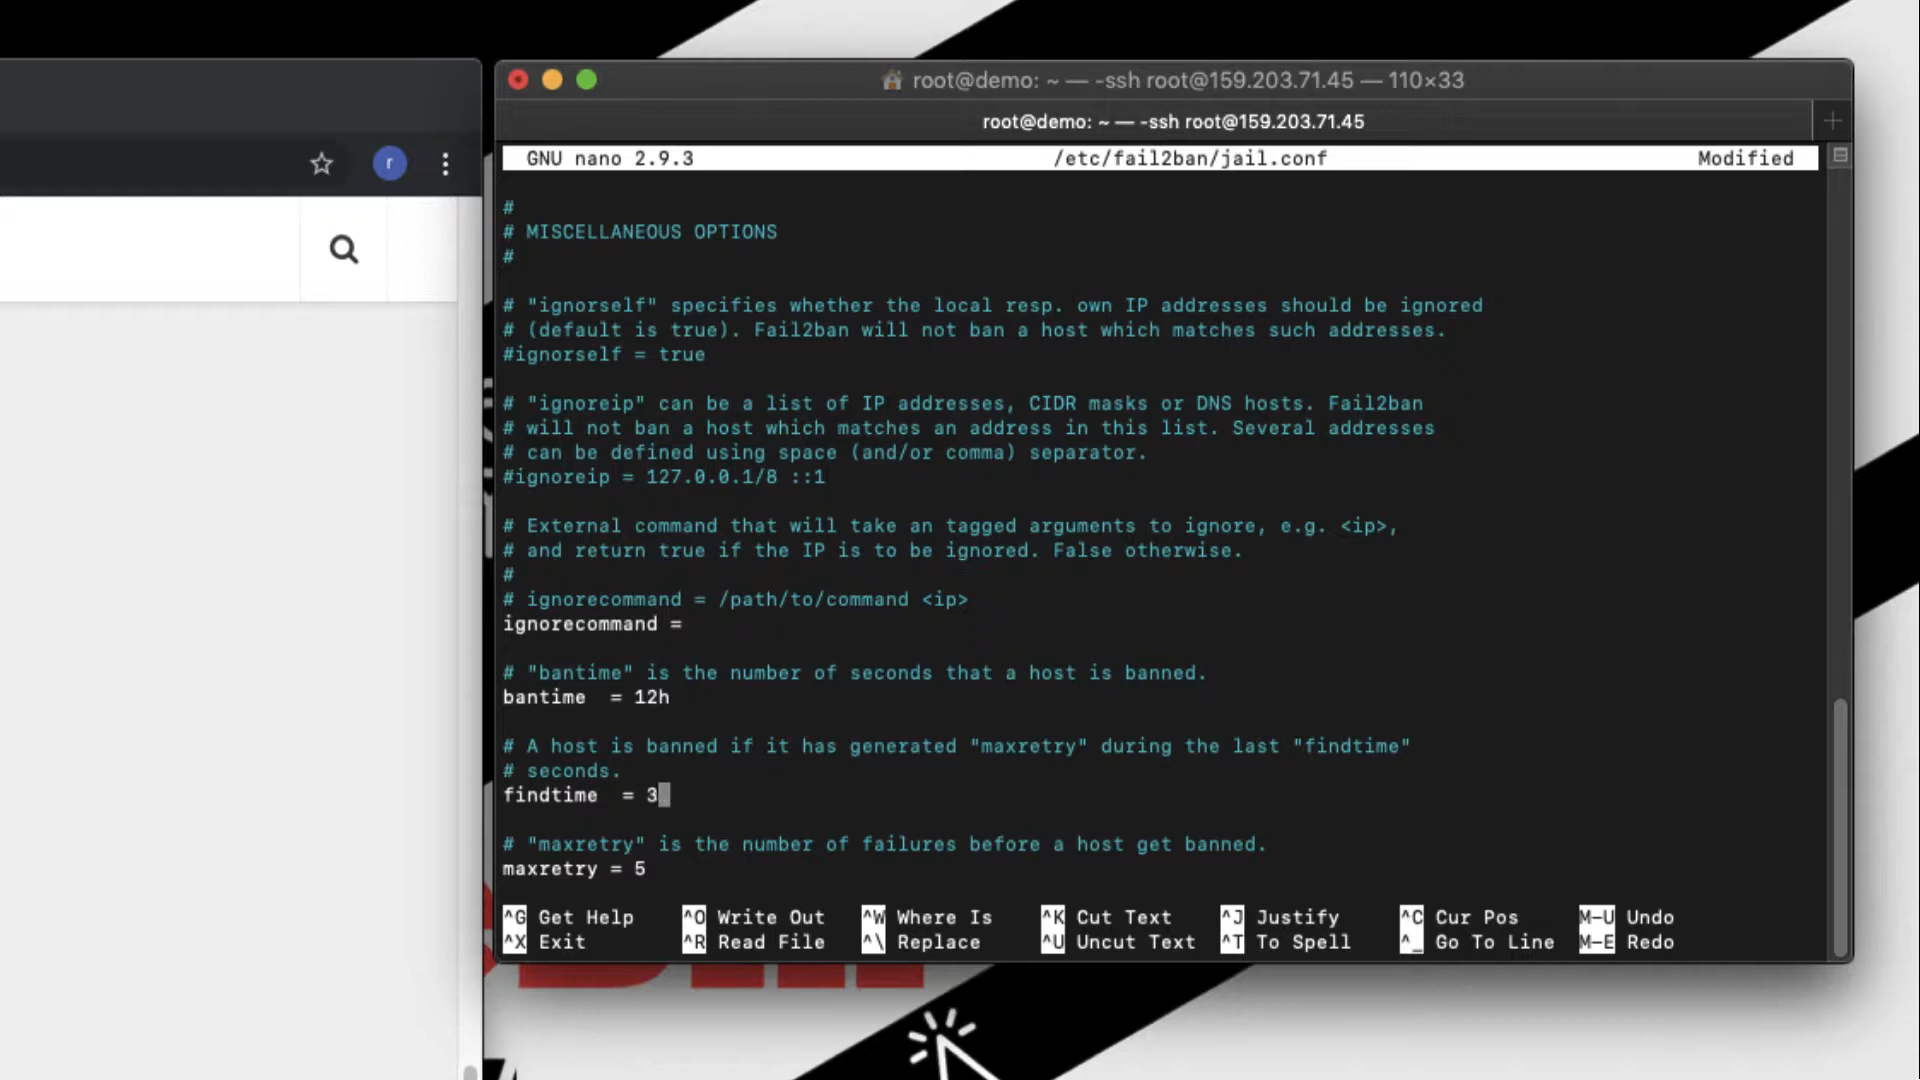 root@demo: ~ — -ssh root@159.203.71.45 — 110×33
root@demo: ~ — -ssh root@159.203.71.45
r
GNU nano 2.9.3 /etc/fail2ban/jail.conf Modified
#
# MISCELLANEOUS OPTIONS
#
# "ignorself" specifies whether the local resp. own IP addresses should be ignored
# (default is true). Fail2ban will not ban a host which matches such addresses.
#ignorself = true
# "ignoreip" can be a list of IP addresses, CIDR masks or DNS hosts. Fail2ban
# will not ban a host which matches an address in this list. Several addresses
# can be defined using space (and/or comma) separator.
#ignoreip = 127.0.0.1/8 ::1
# External command that will take an tagged arguments to ignore, e.g. <ip>,
# and return true if the IP is to be ignored. False otherwise.
#
# ignorecommand = /path/to/command <ip>
ignorecommand =
# "bantime" is the number of seconds that a host is banned.
bantime  = 12h
# A host is banned if it has generated "maxretry" during the last "findtime"
# seconds.
findtime  = 3
# "maxretry" is the number of failures before a host get banned.
maxretry = 5
^G Get Help ^O Write Out ^W Where Is ^K Cut Text ^J Justify ^C Cur Pos M-U Undo
^X Exit ^R Read File ^\ Replace ^U Uncut Text ^T To Spell ^_ Go To Line M-E Redo